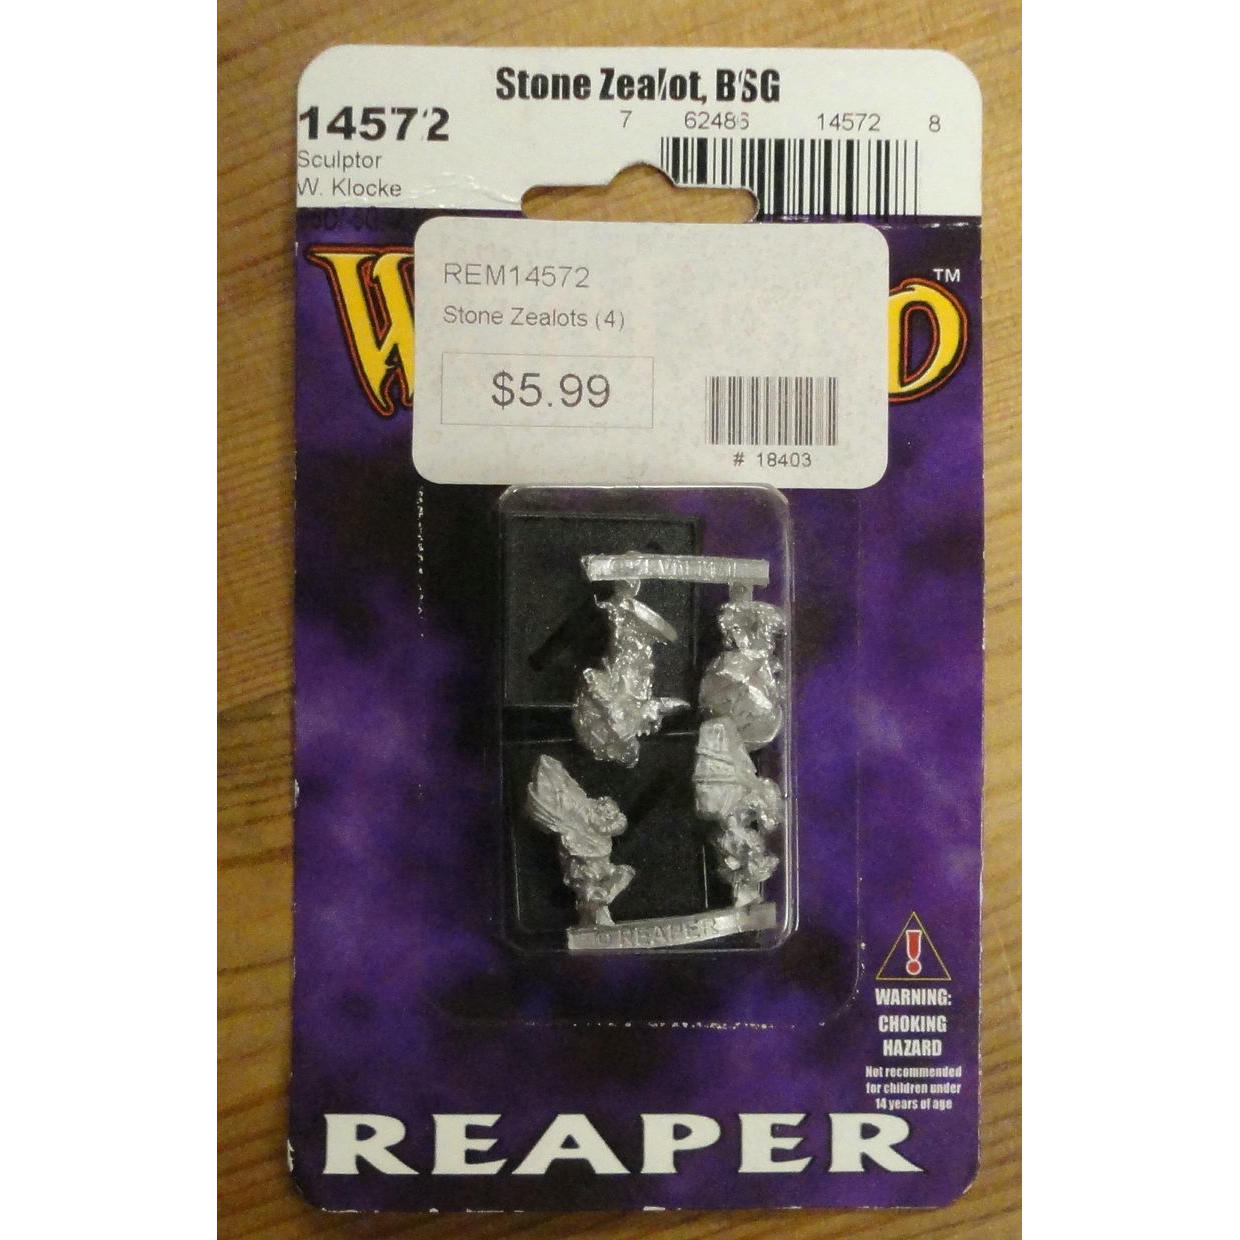 Stone Zealot, BSG
14572
7 62486 14572 8
Sculptor
W. Klocke
REM14572
Stone Zealots (4)
$5.99
# 18403
W D™
© REAPER
WARNING:
CHOKING
HAZARD
Not recommended
for children under
14 years of age
REAPER